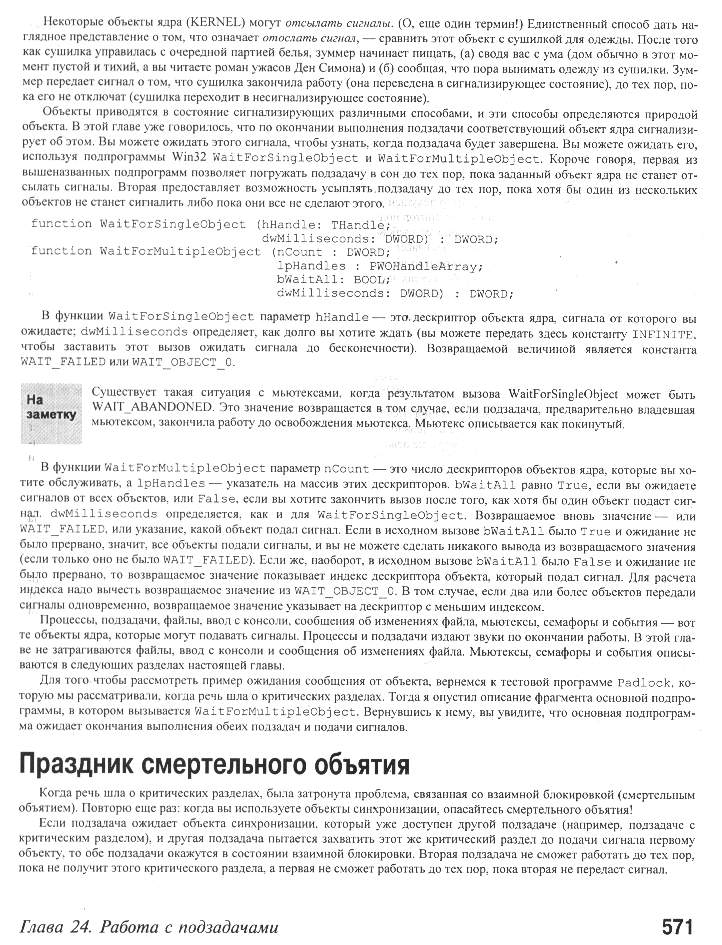 Некоторые объекты ядра (KERNEL) могут отсылать сигналы. (О, еще один термин!) Единственный способ дать на-
глядное представление о том, что означает отослать сигнал, — сравнить этот объект с сушилкой для одежды. После того
как сушилка управилась с очередной партией белья, зуммер начинает пищать, (а) сводя вас с ума (дом обычно в этот мо-
мент пустой и тихий, а вы читаете роман ужасов Ден Симона) и (б) сообщая, что пора вынимать одежду из сушилки. Зум-
мер передает сигнал о том, что сушилка закончила работу (она переведена в сигнализирующее состояние), до тех пор, по-
ка его не отключат (сушилка переходит в несигнализирующее состояние).
Объекты приводятся в состояние сигнализирующих различными способами, и эти способы определяются природой
объекта. В этой главе уже говорилось, что по окончании выполнения подзадачи соответствующий объект ядра сигнализи-
рует об этом. Вы можете ожидать этого сигнала, чтобы узнать, когда подзадача будет завершена. Вы можете ожидать его,
используя подпрограммы Win32 WaitForSingleObject и WaitForMultipleObject. Короче говоря, первая из
вышеназванных подпрограмм позволяет погружать подзадачу в сон до тех пор, пока заданный объект ядра не станет от-
сылать сигналы. Вторая предоставляет возможность усыплять подзадачу до тех пор, пока хотя бы один из нескольких
объектов не станет сигналить либо пока они все не сделают этого.
function WaitForSingleObject (hHandle: THandle;
dwMilliseconds: DWORD) : DWORD;
function WaitForMultipleObject (nCount : DWORD;
lpHandles : PWOHandleArray;
bWaitAll: BOOL;
dwMilliseconds: DWORD) : DWORD;
В функции WaitForSingleObject параметр hHandle — это дескриптор объекта ядра, сигнала от которого вы
ожидаете; dwMilliseconds определяет, как долго вы хотите ждать (вы можете передать здесь константу INFINITE,
чтобы заставить этот вызов ожидать сигнала до бесконечности). Возвращаемой величиной является константа
WAIT_FAILED или WAIT_OBJECT_0.
На
заметку
Существует такая ситуация с мьютексами, когда результатом вызова WaitForSingleObject может быть
WAIT_ABANDONED. Это значение возвращается в том случае, если подзадача, предварительно владевшая
мьютексом, закончила работу до освобождения мьютекса. Мьютекс описывается как покинутый.
В функции WaitForMultipleObject параметр nCount — это число дескрипторов объектов ядра, которые вы хо-
тите обслуживать, а lpHandles — указатель на массив этих дескрипторов. bWaitAll равно True, если вы ожидаете
сигналов от всех объектов, или False, если вы хотите закончить вызов после того, как хотя бы один объект подаст сиг-
нал. dwMilliseconds определяется, как и для WaitForSingleObject. Возвращаемое вновь значение — или
WAIT_FAILED, или указание, какой объект подал сигнал. Если в исходном вызове bWaitAll было True и ожидание не
было прервано, значит, все объекты подали сигналы, и вы не можете сделать никакого вывода из возвращаемого значения
(если только оно не было WAIT_FAILED). Если же, наоборот, в исходном вызове bWaitAll было False и ожидание не
было прервано, то возвращаемое значение показывает индекс дескриптора объекта, который подал сигнал. Для расчета
индекса надо вычесть возвращаемое значение из WAIT_OBJECT_0. В том случае, если два или более объектов передали
сигналы одновременно, возвращаемое значение указывает на дескриптор с меньшим индексом.
Процессы, подзадачи, файлы, ввод с консоли, сообщения об изменениях файла, мьютексы, семафоры и события — вот
те объекты ядра, которые могут подавать сигналы. Процессы и подзадачи издают звуки по окончании работы. В этой гла-
ве не затрагиваются файлы, ввод с консоли и сообщения об изменениях файла. Мьютексы, семафоры и события описы-
ваются в следующих разделах настоящей главы.
Для того чтобы рассмотреть пример ожидания сообщения от объекта, вернемся к тестовой программе Padlock, ко-
торую мы рассматривали, когда речь шла о критических разделах. Тогда я опустил описание фрагмента основной подпро-
граммы, в котором вызывается WaitForMultipleObject. Вернувшись к нему, вы увидите, что основная подпрограм-
ма ожидает окончания выполнения обеих подзадач и подачи сигналов.
Праздник смертельного объятия
Когда речь шла о критических разделах, была затронута проблема, связанная со взаимной блокировкой (смертельным
объятием). Повторю еще раз: когда вы используете объекты синхронизации, опасайтесь смертельного объятия!
Если подзадача ожидает объекта синхронизации, который уже доступен другой подзадаче (например, подзадаче с
критическим разделом), и другая подзадача пытается захватить этот же критический раздел до подачи сигнала первому
объекту, то обе подзадачи окажутся в состоянии взаимной блокировки. Вторая подзадача не сможет работать до тех пор,
пока не получит этого критического раздела, а первая не сможет работать до тех пор, пока вторая не передаст сигнал.
Глава 24. Работа с подзадачами
571